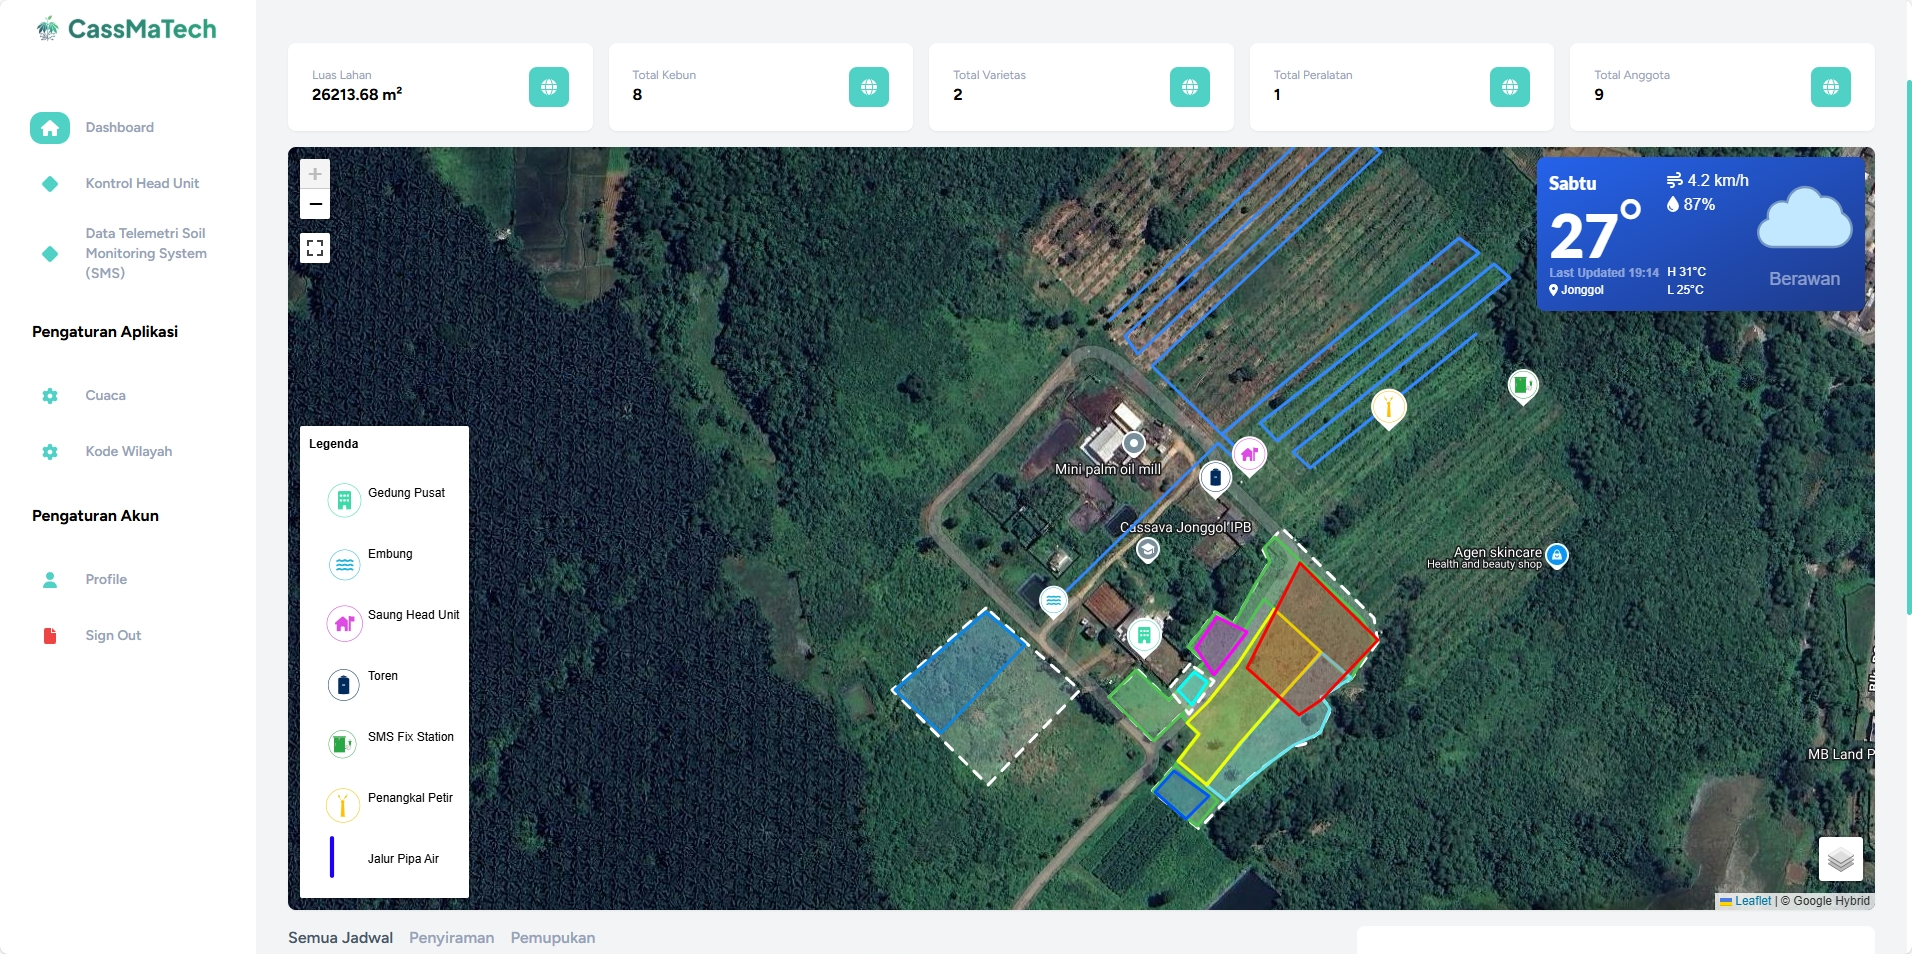 CassMaTech
Dashboard
Kontrol Head Unit
Data Telemetri Soil
Monitoring System
(SMS)
Pengaturan Aplikasi
Cuaca
Kode Wilayah
Pengaturan Akun
Profile
Sign Out
Luas Lahan
26213.68 m²
Total Kebun
8
Total Varietas
2
Total Peralatan
1
Total Anggota
9
+
−
Sabtu
27°
4.2 km/h
87%
Last Updated 19:14
Jonggol
H 31°C
L 25°C
Berawan
Mini palm oil mill
Cassava Jonggol IPB
Agen skincare
Health and beauty shop
MB Land P
Legenda
Gedung Pusat
Embung
Saung Head Unit
Toren
SMS Fix Station
Penangkal Petir
Jalur Pipa Air
Leaflet | © Google Hybrid
Semua Jadwal
Penyiraman
Pemupukan